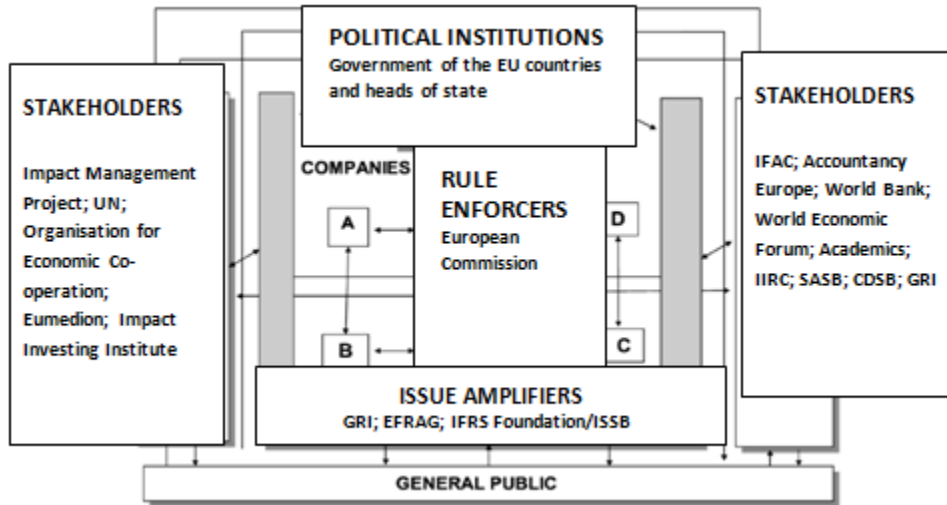 POLITICAL INSTITUTIONS
Government of the EU countries
and heads of state
STAKEHOLDERS
Impact Management
Project; UN;
Organisation for
Economic Co-
operation;
Eumedion; Impact
Investing Institute
COMPANIES
A
B
RULE
ENFORCERS
European
Commission
D
C
STAKEHOLDERS
IFAC; Accountancy
Europe; World Bank;
World Economic
Forum; Academics;
IIRC; SASB; CDSB; GRI
ISSUE AMPLIFIERS
GRI; EFRAG; IFRS Foundation/ISSB
GENERAL PUBLIC